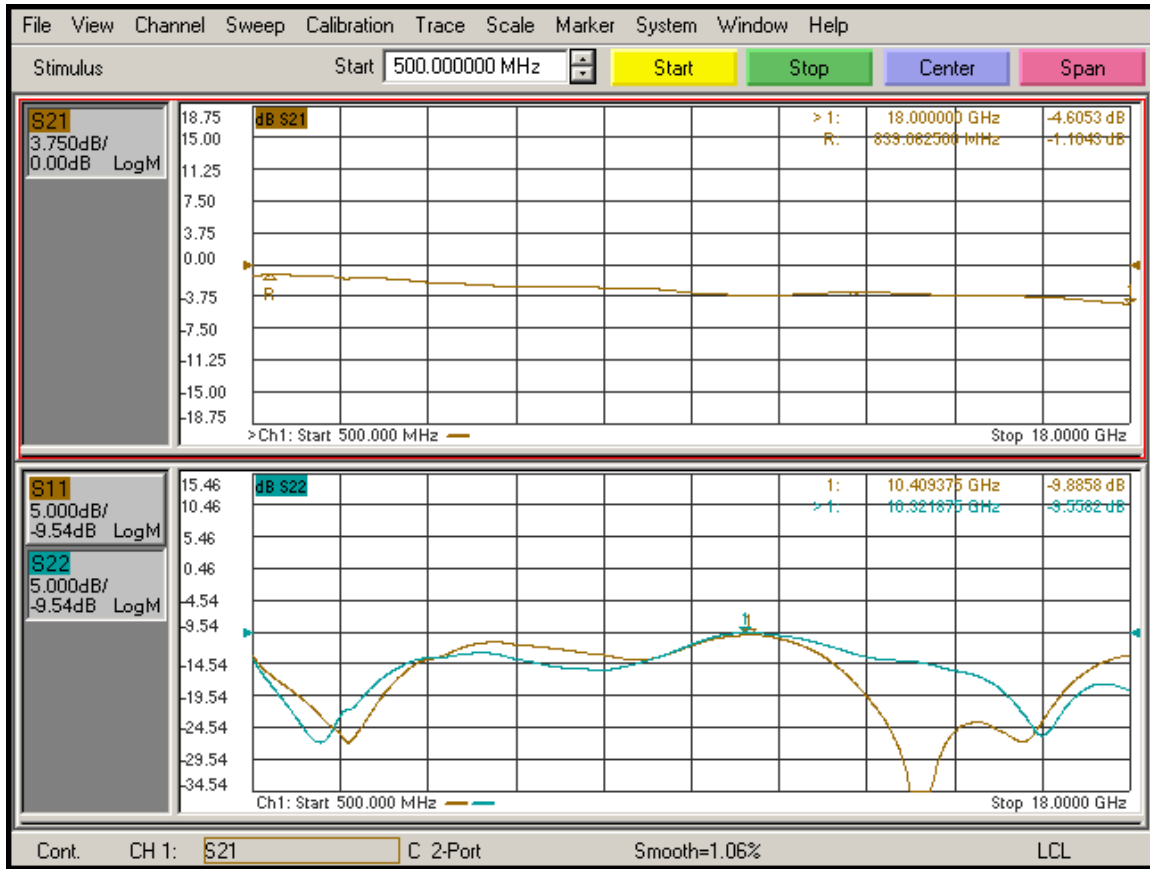 File View Channel Sweep Calibration Trace Scale Marker System Window Help
Stimulus Start 500.000000 MHz Start Stop Center Span
S21
3.750dB/
0.00dB LogM
18.75
15.00
11.25
7.50
3.75
0.00
-3.75
-7.50
-11.25
-15.00
-18.75
dB S21
> 1: 18.000000 GHz -4.6053 dB
R: 839.062500 MHz -1.1043 dB
R
1
>Ch1: Start 500.000 MHz Stop 18.0000 GHz
S11
5.000dB/
-9.54dB LogM
S22
5.000dB/
-9.54dB LogM
15.46
10.46
5.46
0.46
-4.54
-9.54
-14.54
-19.54
-24.54
-29.54
-34.54
dB S22
1: 10.409375 GHz -9.8858 dB
> 1: 10.321875 GHz -9.5582 dB
1
Ch1: Start 500.000 MHz Stop 18.0000 GHz
Cont. CH 1: S21 C 2-Port Smooth=1.06% LCL